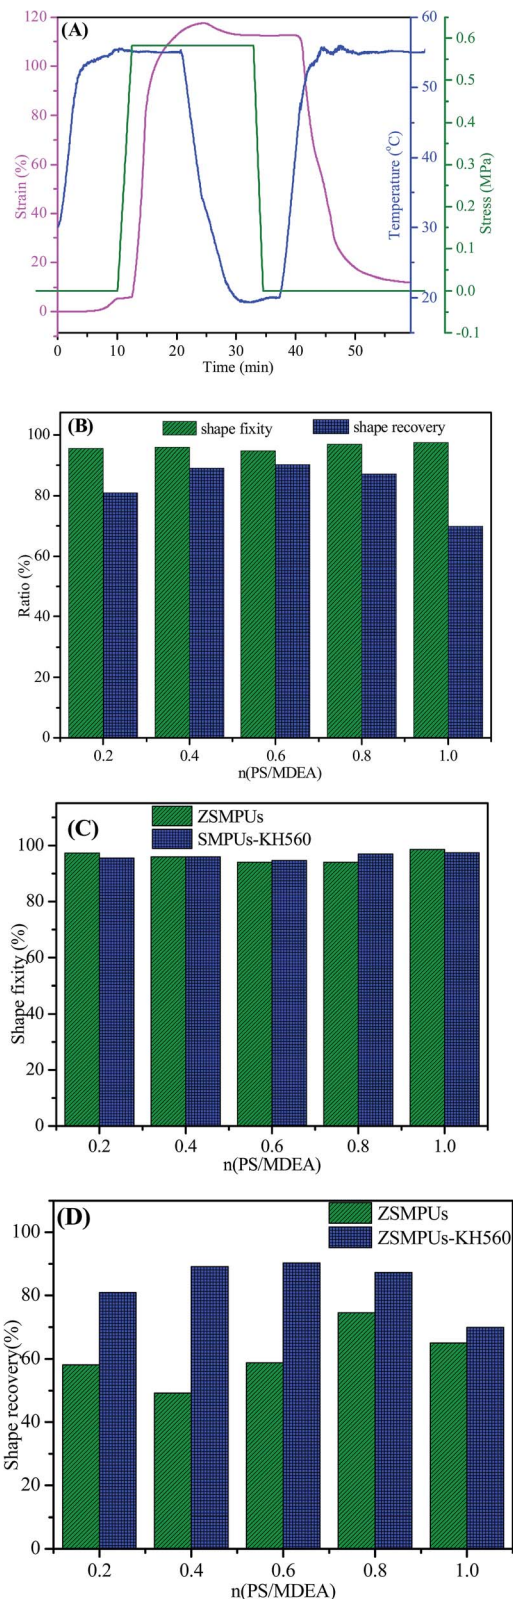 (A)
120
100
80
60
40
20
0
Strain (%)
60
50
40
30
20
Temperature (°C)
0.6
0.5
0.4
0.3
0.2
0.1
0.0
-0.1
Stress (MPa)
0 10 20 30 40 50
Time (min)
(B)
shape fixity shape recovery
100
80
60
40
20
0
Ratio (%)
0.2 0.4 0.6 0.8 1.0
n(PS/MDEA)
(C)
ZSMPUs
SMPUs-KH560
100
80
60
40
20
0
Shape fixity (%)
0.2 0.4 0.6 0.8 1.0
n(PS/MDEA)
(D)
ZSMPUs
ZSMPUs-KH560
100
80
60
40
20
0
Shape recovery(%)
0.2 0.4 0.6 0.8 1.0
n(PS/MDEA)